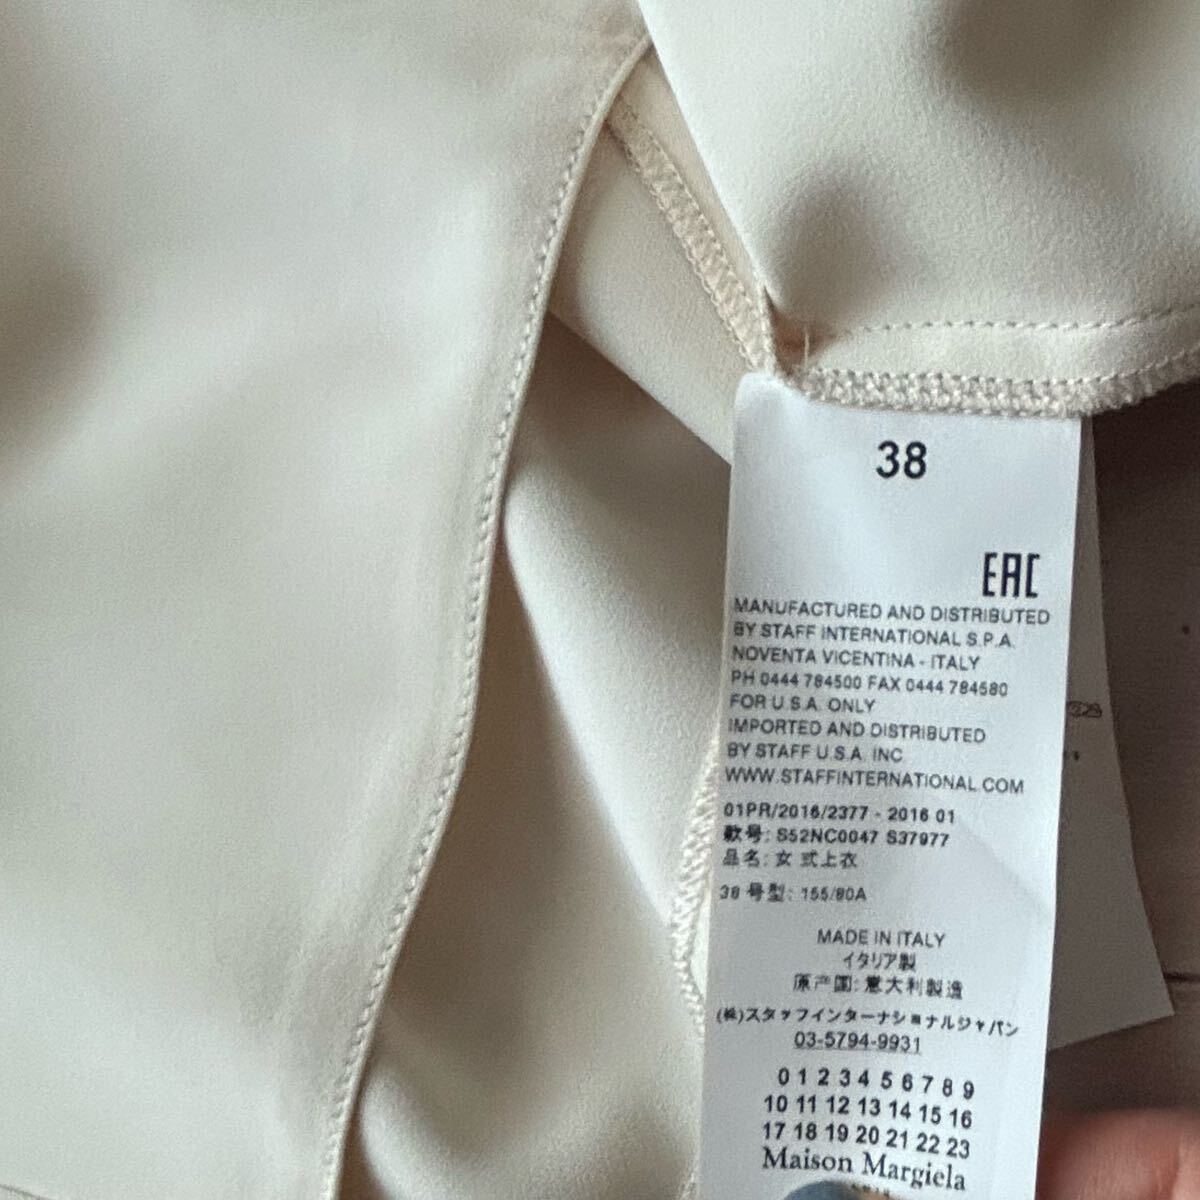 38
EAC
MANUFACTURED AND DISTRIBUTED
BY STAFF INTERNATIONAL S.P.A.
NOVENTA VICENTINA - ITALY
PH 0444 784500 FAX 0444 784580
FOR U.S.A. ONLY
IMPORTED AND DISTRIBUTED
BY STAFF U.S.A. INC
WWW.STAFFINTERNATIONAL.COM
01PR/2016/2377 - 2016 01
款号: S52NC0047 S37977
品名: 女式上衣
38 号型: 155/80A
MADE IN ITALY
イタリア製
原产国: 意大利製造
(株)スタッフインターナショナルジャパン
03-5794-9931
0 1 2 3 4 5 6 7 8 9
10 11 12 13 14 15 16
17 18 19 20 21 22 23
Maison Margiela